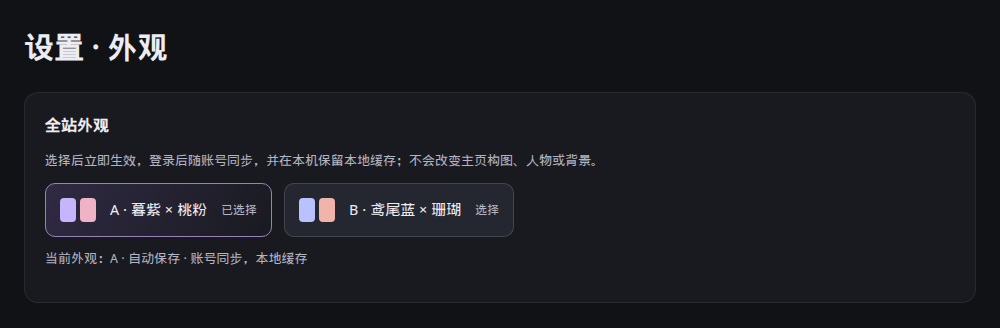 设置 · 外观
全站外观
选择后立即生效，登录后随账号同步，并在本机保留本地缓存；不会改变主页构图、人物或背景。
A · 暮紫 × 桃粉 已选择
B · 鸢尾蓝 × 珊瑚 选择
当前外观：A · 自动保存 · 账号同步，本地缓存